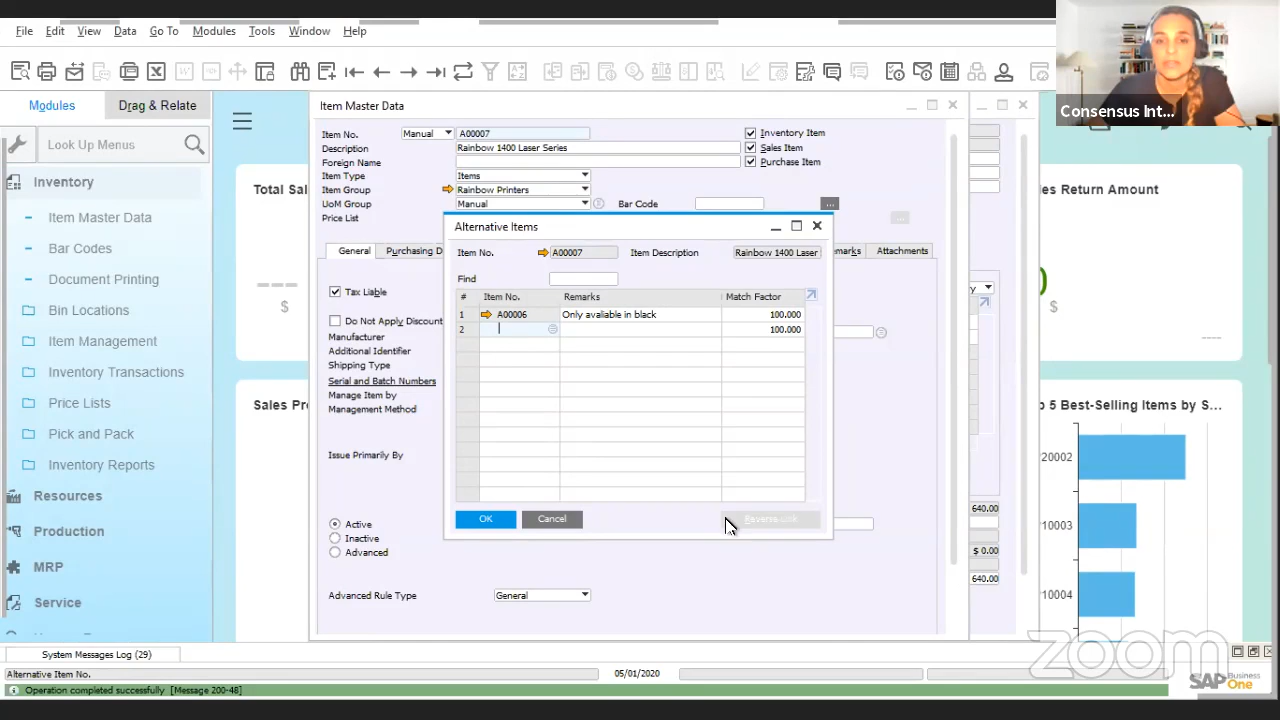 File Edit View Data Go To Modules Tools Window Help
Consensus Int...
Modules
Drag & Relate
Look Up Menus
Inventory
Item Master Data
Bar Codes
Document Printing
Bin Locations
Item Management
Inventory Transactions
Price Lists
Pick and Pack
Inventory Reports
Resources
Production
MRP
Service
Total Sal
$
Sales Pr
Item Master Data
Item No. Manual A00007
Description Rainbow 1400 Laser Series
Foreign Name
Item Type Items
Item Group Rainbow Printers
UoM Group Manual Bar Code ...
Price List ...
Inventory Item
Sales Item
Purchase Item
General Purchasing D marks Attachments
Tax Liable
Do Not Apply Discount
Manufacturer
Additional Identifier
Shipping Type
Serial and Batch Numbers
Manage Item by
Management Method
Issue Primarily By
Active
Inactive
Advanced
Advanced Rule Type General
Alternative Items
Item No. A00007 Item Description Rainbow 1400 Laser
Find
# Item No. Remarks Match Factor
1 A00006 Only available in black 100.000
2 100.000
OK Cancel Reverse Link
640.00
$ 0.00
640.00
es Return Amount
$
5 Best-Selling Items by S...
20002
10003
10004
zoom
System Messages Log (29)
Alternative Item No. 05/01/2020
Operation completed successfully [Message 200-48]
SAP Business One